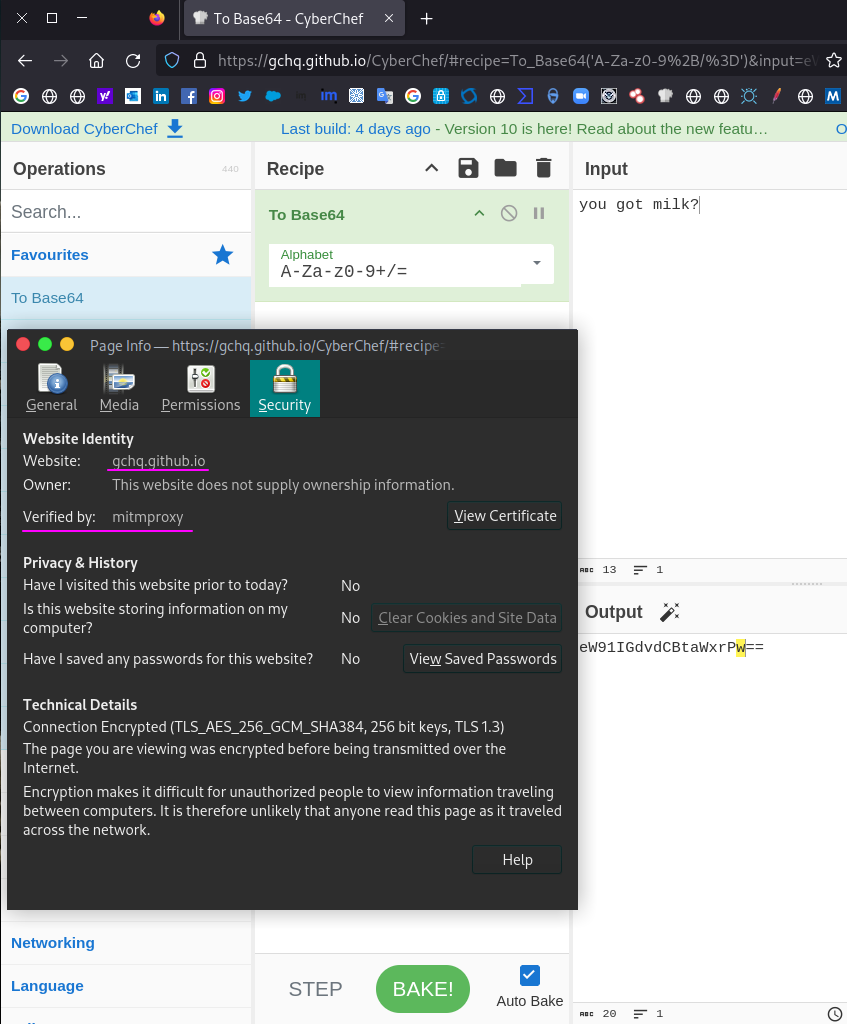 To Base64 - CyberChef
https://gchq.github.io/CyberChef/#recipe=To_Base64('A-Za-z0-9%2B/%3D')&input=eW
Download CyberChef
Last build: 4 days ago - Version 10 is here! Read about the new featu…
O
Operations
440
Recipe
Input
Search...
To Base64
you got milk?
Favourites
Alphabet
A-Za-z0-9+/=
To Base64
Page Info — https://gchq.github.io/CyberChef/#recipe=
General
Media
Permissions
Security
Website Identity
Website: gchq.github.io
Owner: This website does not supply ownership information.
Verified by: mitmproxy
View Certificate
Privacy & History
Have I visited this website prior to today? No
Is this website storing information on my
computer?
No
Clear Cookies and Site Data
Have I saved any passwords for this website? No
View Saved Passwords
Technical Details
Connection Encrypted (TLS_AES_256_GCM_SHA384, 256 bit keys, TLS 1.3)
The page you are viewing was encrypted before being transmitted over the
Internet.
Encryption makes it difficult for unauthorized people to view information traveling
between computers. It is therefore unlikely that anyone read this page as it traveled
across the network.
Help
ABC 13 1
Output
eW91IGdvdCBtaWxrPw==
Networking
Language
STEP
BAKE!
Auto Bake
ABC 20 1